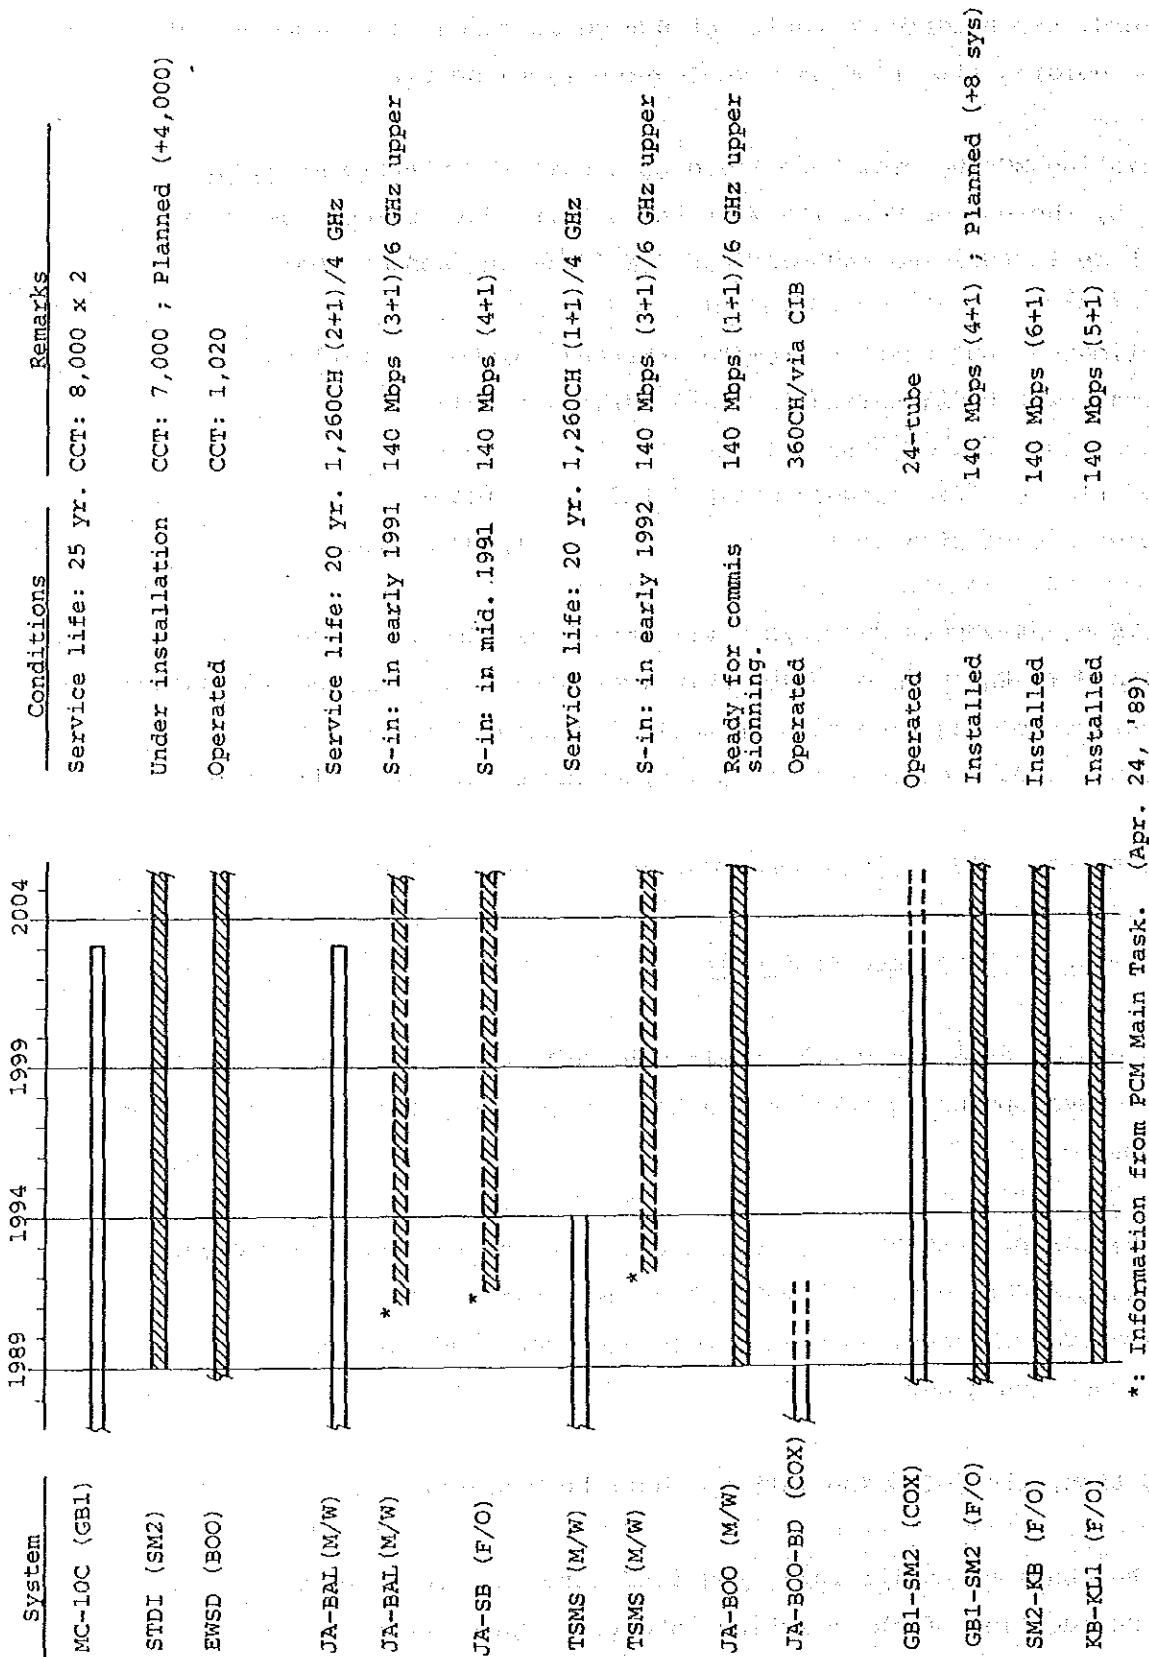 System 1989 1994 1999 2004 Conditions Remarks
MC-10C (GB1) Service life: 25 yr. CCT: 8,000 x 2
STDI (SM2) Under installation CCT: 7,000 ; Planned (+4,000)
EWSD (BOO) Operated CCT: 1,020
JA-BAL (M/W) Service life: 20 yr. 1,260CH (2+1)/4 GHz
JA-BAL (M/W) * S-in: in early 1991 140 Mbps (3+1)/6 GHz upper
JA-SB (F/O) * S-in: in mid. 1991 140 Mbps (4+1)
TSMS (M/W) Service life: 20 yr. 1,260CH (1+1)/4 GHz
TSMS (M/W) * S-in: in early 1992 140 Mbps (3+1)/6 GHz upper
JA-BOO (M/W) Ready for commis 140 Mbps (1+1)/6 GHz upper
sionning.
JA-BOO-BD (COX) Operated 360CH/via CIB
GB1-SM2 (COX) Operated 24-tube
GB1-SM2 (F/O) Installed 140 Mbps (4+1) ; Planned (+8 sys)
SM2-KB (F/O) Installed 140 Mbps (6+1)
KB-KL1 (F/O) Installed 140 Mbps (5+1)
*: Information from PCM Main Task. (Apr. 24, '89)